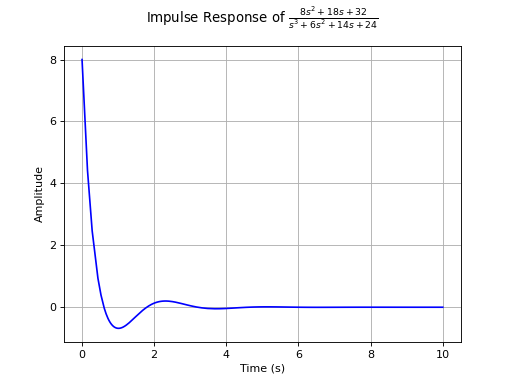 Impulse Response of \frac{8s^2+18s+32}{s^3+6s^2+14s+24}
8
6
4
2
0
Amplitude
0 2 4 6 8 10
Time (s)